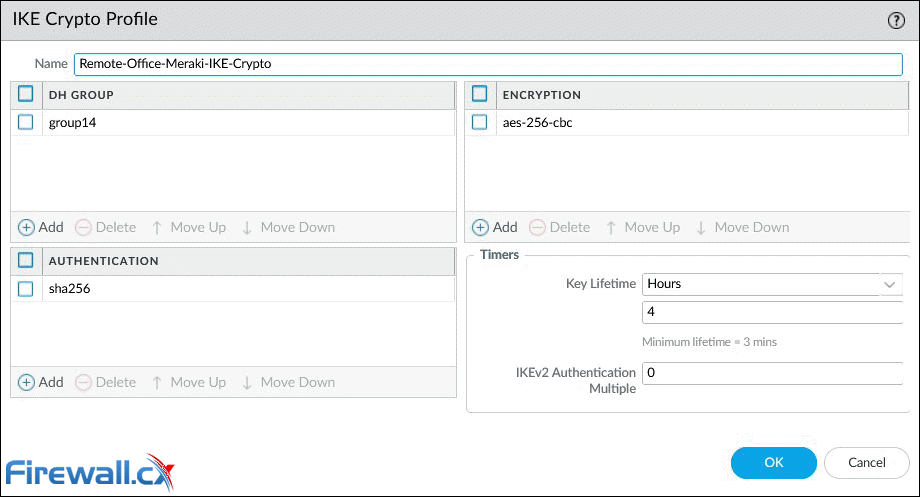 IKE Crypto Profile
Name Remote-Office-Meraki-IKE-Crypto
DH GROUP
group14
Add Delete Move Up Move Down
ENCRYPTION
aes-256-cbc
Add Delete Move Up Move Down
AUTHENTICATION
sha256
Add Delete Move Up Move Down
Timers
Key Lifetime Hours
4
Minimum lifetime = 3 mins
IKEv2 Authentication
Multiple
0
Firewall.cx
OK Cancel